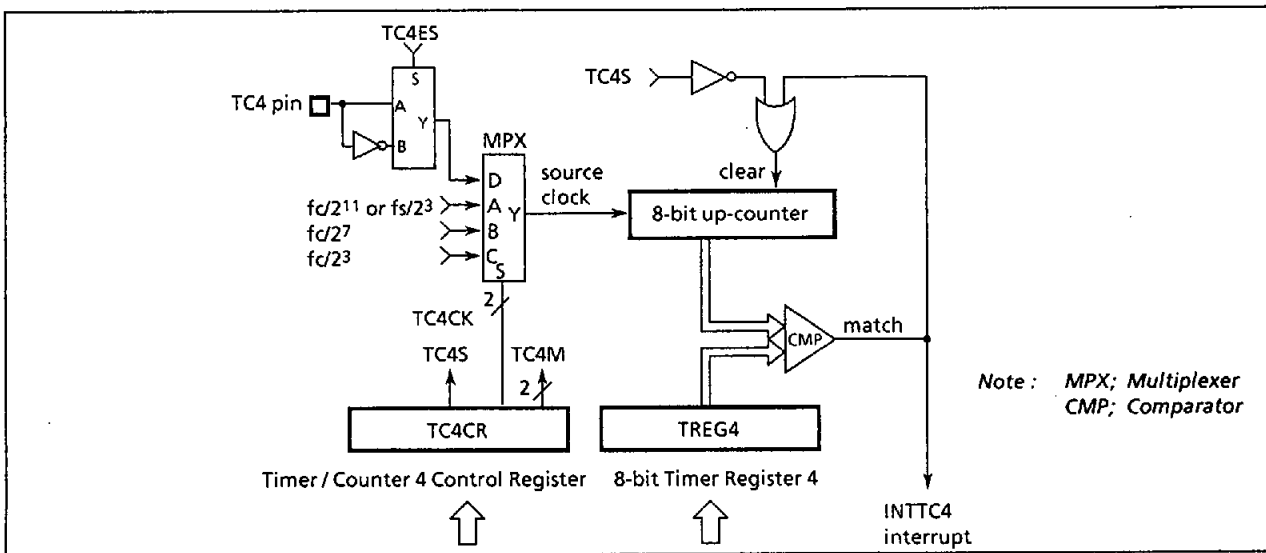 TC4ES
S
TC4 pin
A
Y
B
MPX
D
fc/2¹¹ or fs/2³
A
Y
fc/2⁷
B
fc/2³
C
S
source
clock
2
TC4CK
TC4S
TC4M
2
TC4CR
Timer / Counter 4 Control Register
TC4S
clear
8-bit up-counter
CMP
match
TREG4
8-bit Timer Register 4
INTTC4
interrupt
Note : MPX; Multiplexer
CMP; Comparator